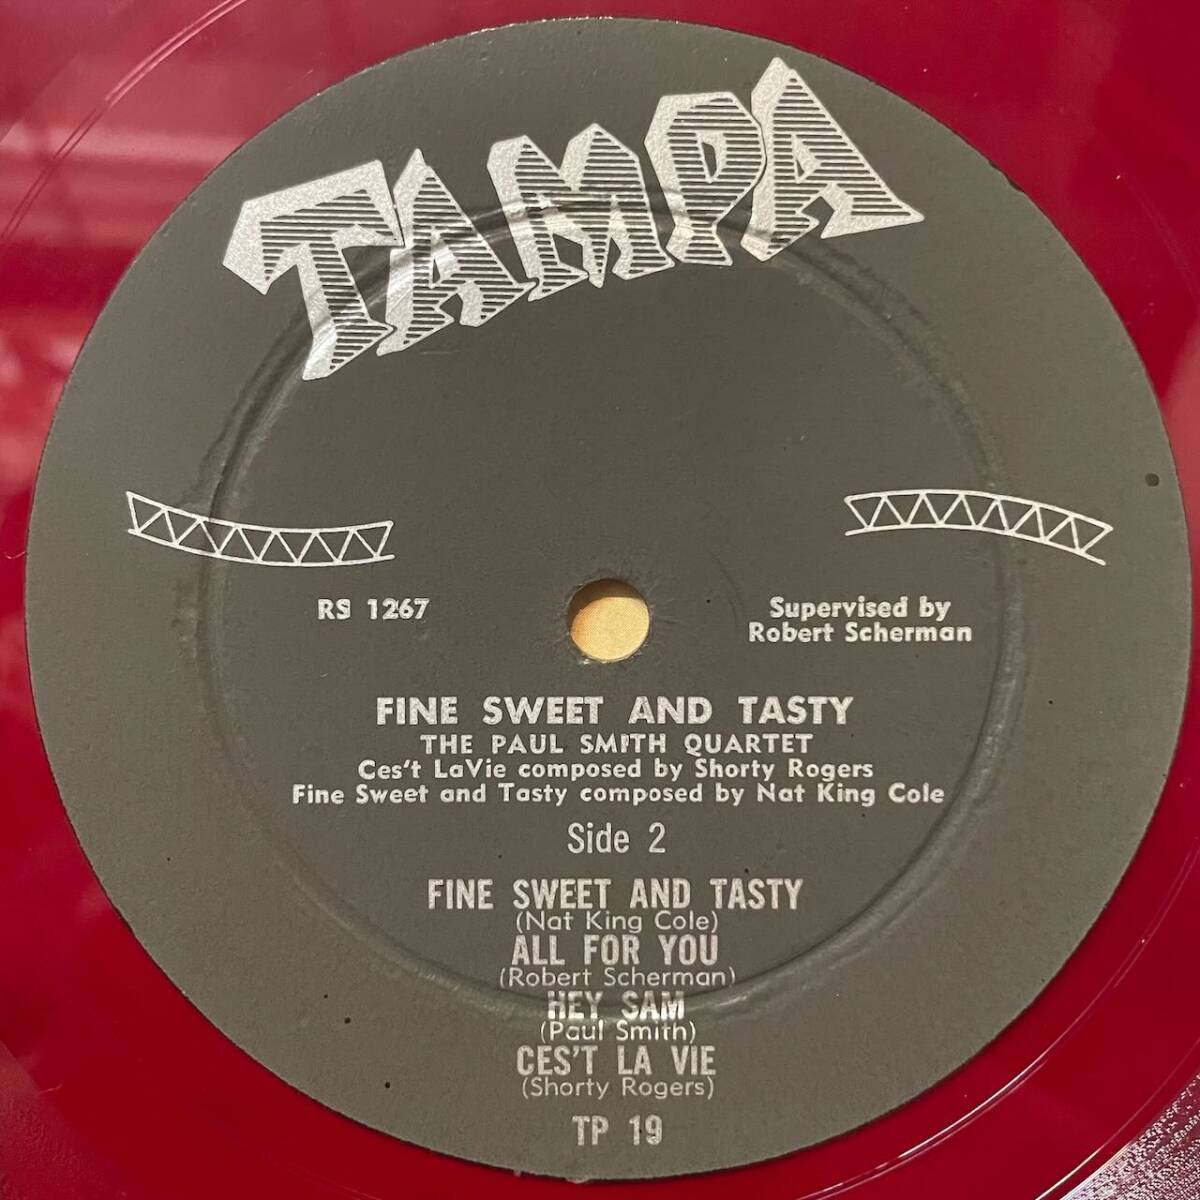 TAMPA
RS 1267
Supervised by
Robert Scherman
FINE SWEET AND TASTY
THE PAUL SMITH QUARTET
Ces't LaVie composed by Shorty Rogers
Fine Sweet and Tasty composed by Nat King Cole
Side 2
FINE SWEET AND TASTY
(Nat King Cole)
ALL FOR YOU
(Robert Scherman)
HEY SAM
(Paul Smith)
CES'T LA VIE
(Shorty Rogers)
TP 19